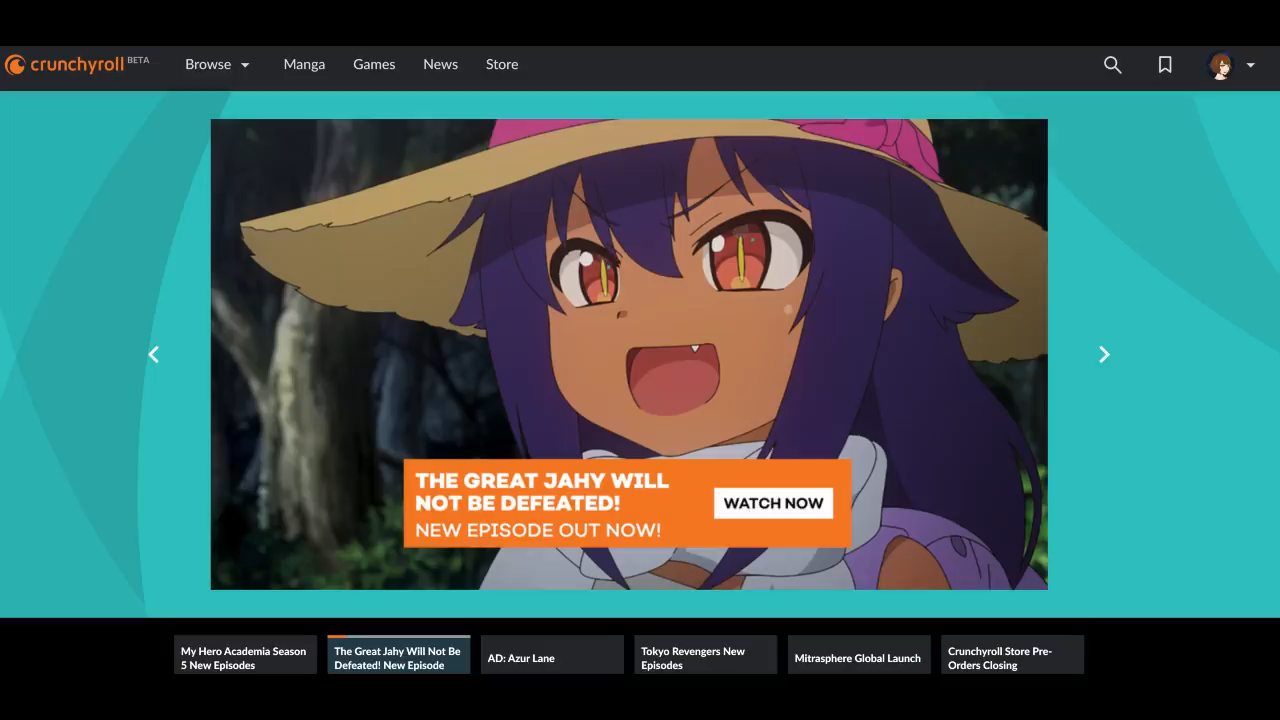 crunchyroll BETA
Browse
Manga
Games
News
Store
THE GREAT JAHY WILL
NOT BE DEFEATED!
NEW EPISODE OUT NOW!
WATCH NOW
My Hero Academia Season
5 New Episodes
The Great Jahy Will Not Be
Defeated! New Episode
AD: Azur Lane
Tokyo Revengers New
Episodes
Mitrasphere Global Launch
Crunchyroll Store Pre-
Orders Closing